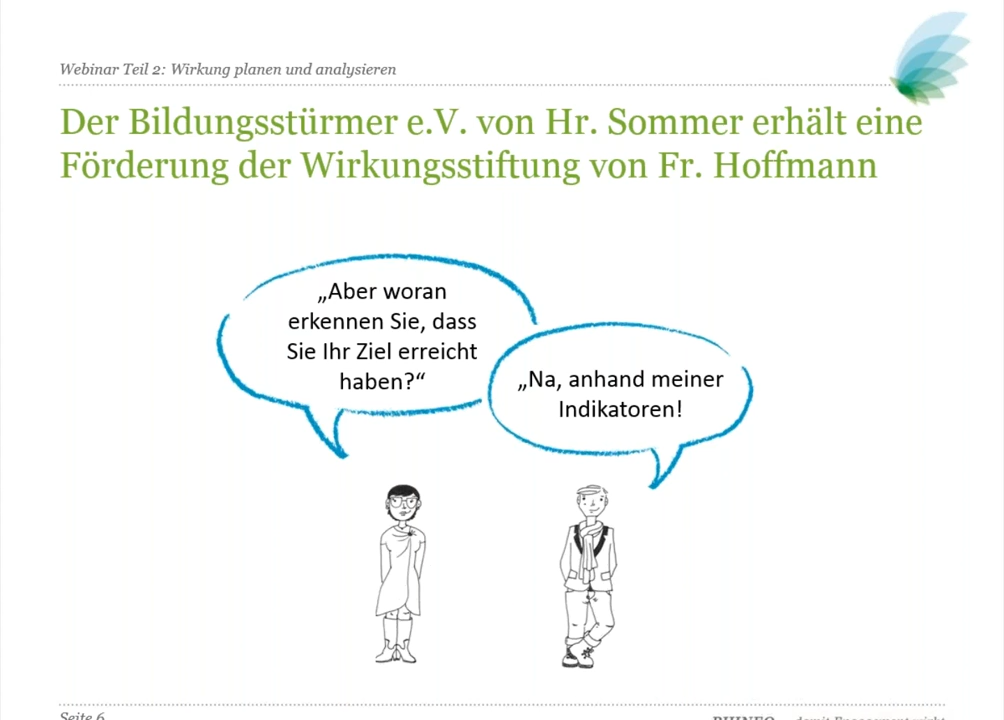 Webinar Teil 2: Wirkung planen und analysieren
Der Bildungsstürmer e.V. von Hr. Sommer erhält eine
Förderung der Wirkungsstiftung von Fr. Hoffmann
„Aber woran
erkennen Sie, dass
Sie Ihr Ziel erreicht
haben?“
„Na, anhand meiner
Indikatoren!
Seite 6